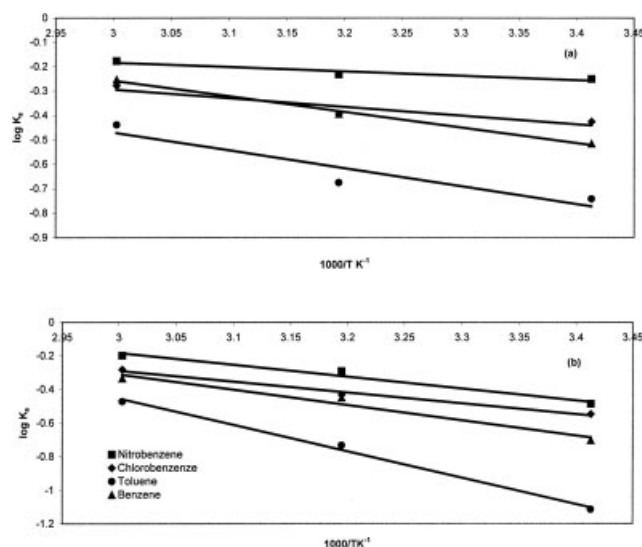 2.95 3 3.05 3.1 3.15 3.2 3.25 3.3 3.35 3.4 3.45
0
-0.1
(a)
-0.2
-0.3
-0.4
-0.5
-0.6
-0.7
-0.8
-0.9
log Ks
1000/T K-1
2.95 3 3.05 3.1 3.15 3.2 3.25 3.3 3.35 3.4 3.45
0
-0.2
(b)
-0.4
-0.6
-0.8
-1
-1.2
log Ks
Nitrobenzene
Chlorobenzenze
Toluene
Benzene
1000/TK-1